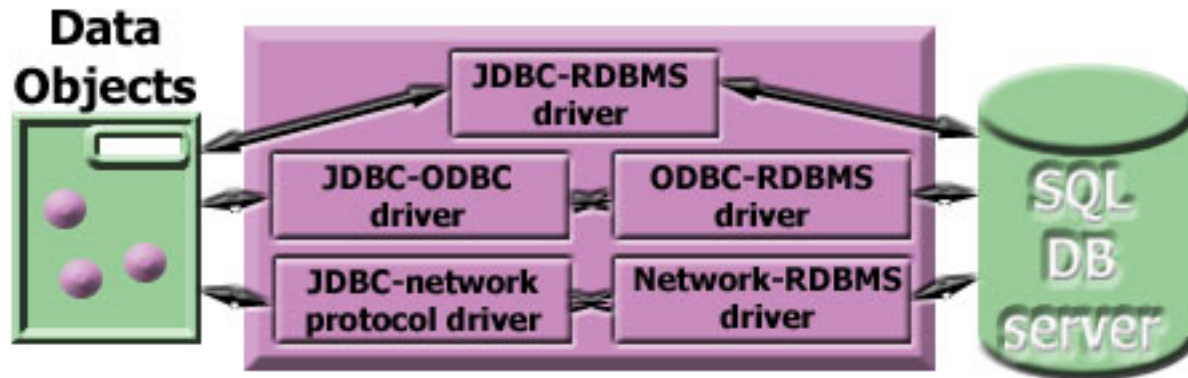 Data
Objects
JDBC-RDBMS
driver
JDBC-ODBC
driver
ODBC-RDBMS
driver
JDBC-network
protocol driver
Network-RDBMS
driver
SQL
DB
server